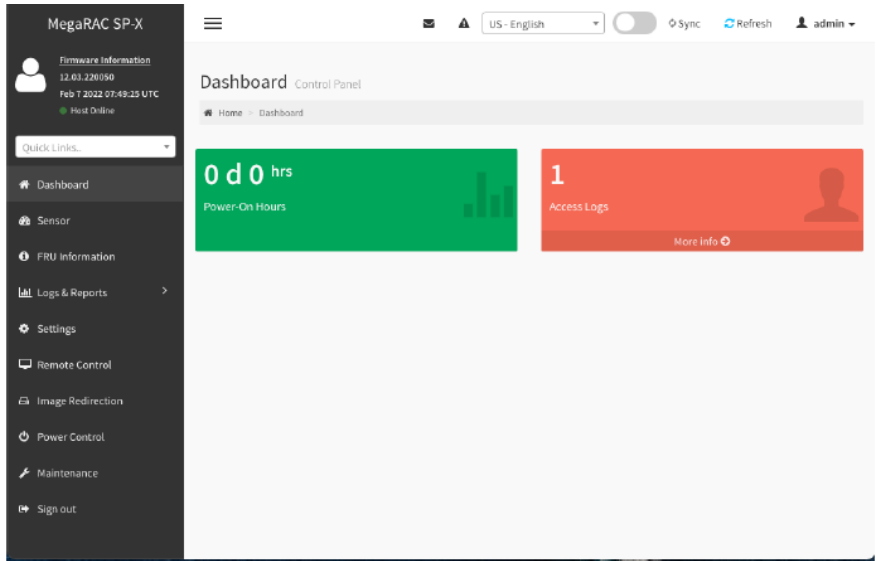 MegaRAC SP-X
US - English
Sync
Refresh
admin
Firmware Information
12.03.220050
Feb 7 2022 07:49:25 UTC
Host Online
Quick Links..
Dashboard
Sensor
FRU Information
Logs & Reports
Settings
Remote Control
Image Redirection
Power Control
Maintenance
Sign out
Dashboard Control Panel
Home > Dashboard
0 d 0 hrs
Power-On Hours
1
Access Logs
More info